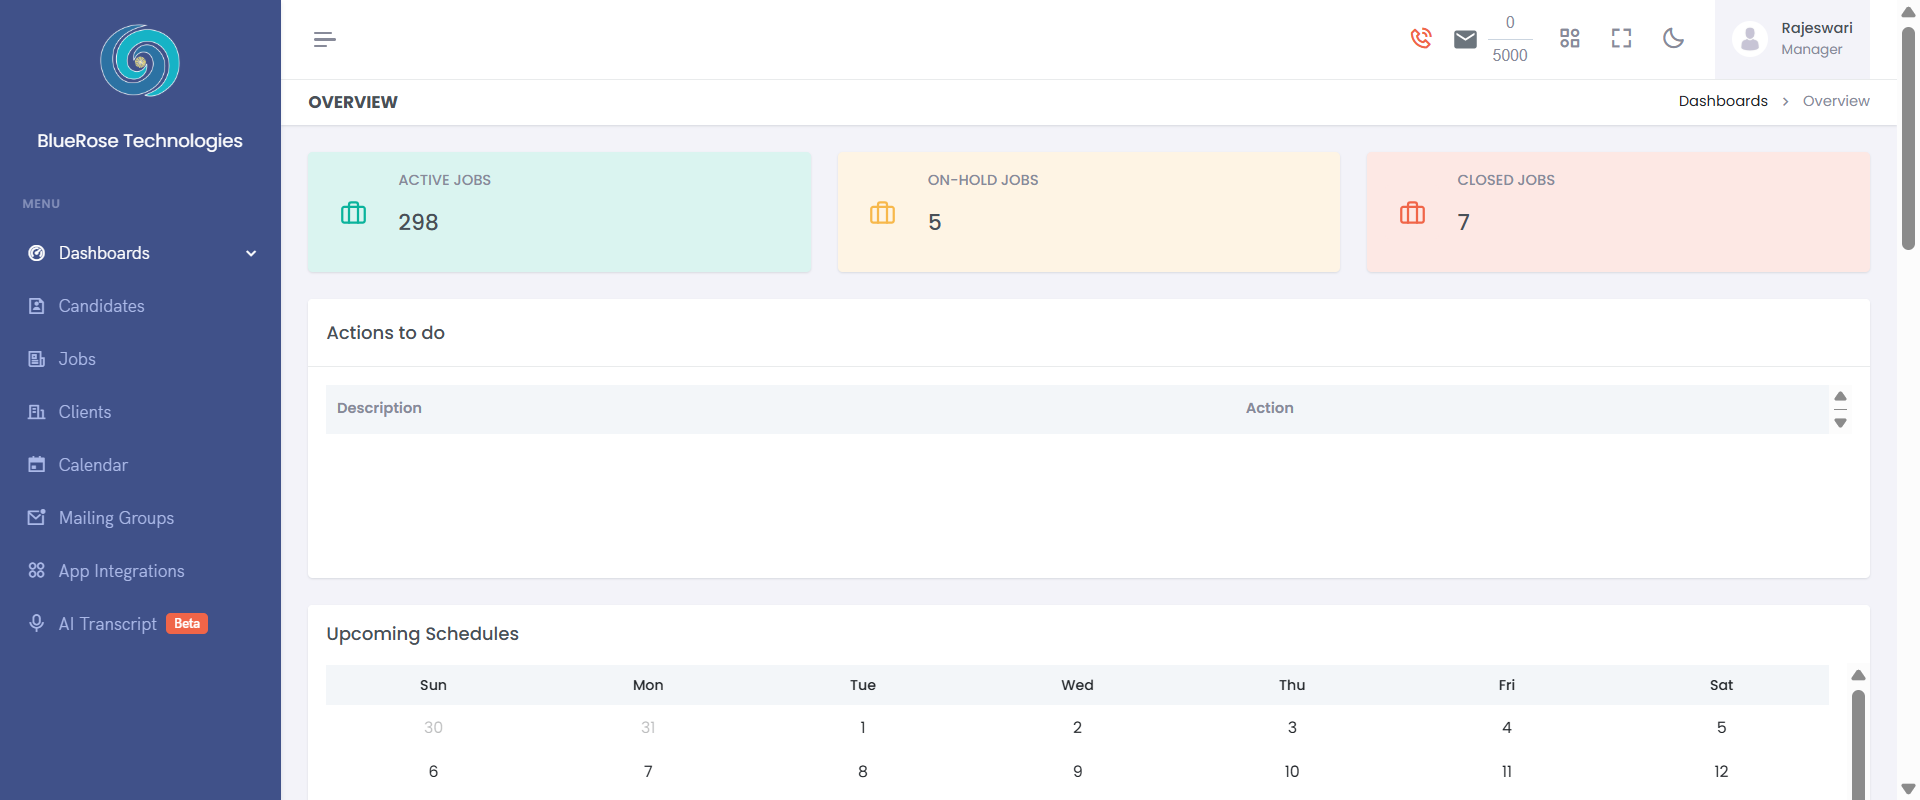 BlueRose Technologies
MENU
Dashboards
Candidates
Jobs
Clients
Calendar
Mailing Groups
App Integrations
AI Transcript Beta
0
5000
Rajeswari
Manager
OVERVIEW
Dashboards > Overview
ACTIVE JOBS
298
ON-HOLD JOBS
5
CLOSED JOBS
7
Actions to do
Description Action
Upcoming Schedules
Sun Mon Tue Wed Thu Fri Sat
30 31 1 2 3 4 5
6 7 8 9 10 11 12